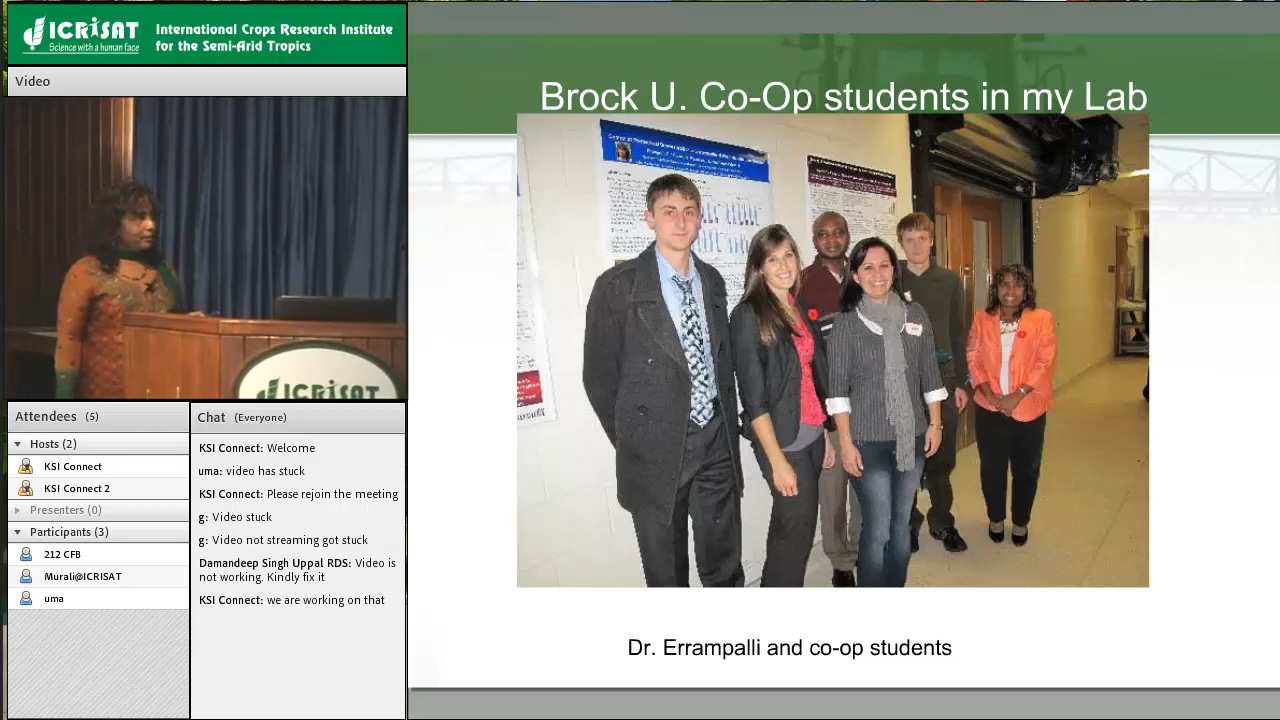 ICRISAT
Science with a human face
International Crops Research Institute
for the Semi-Arid Tropics
Video
ICRISAT
Attendees (5)
Hosts (2)
KSI Connect
KSI Connect 2
Presenters (0)
Participants (3)
212 CFB
Murali@ICRISAT
uma
Chat (Everyone)
KSI Connect: Welcome
uma: video has stuck
KSI Connect: Please rejoin the meeting
g: Video stuck
g: Video not streaming got stuck
Damandeep Singh Uppal RDS: Video is
not working. Kindly fix it
KSI Connect: we are working on that
Brock U. Co-Op students in my Lab
Dr. Errampalli and co-op students